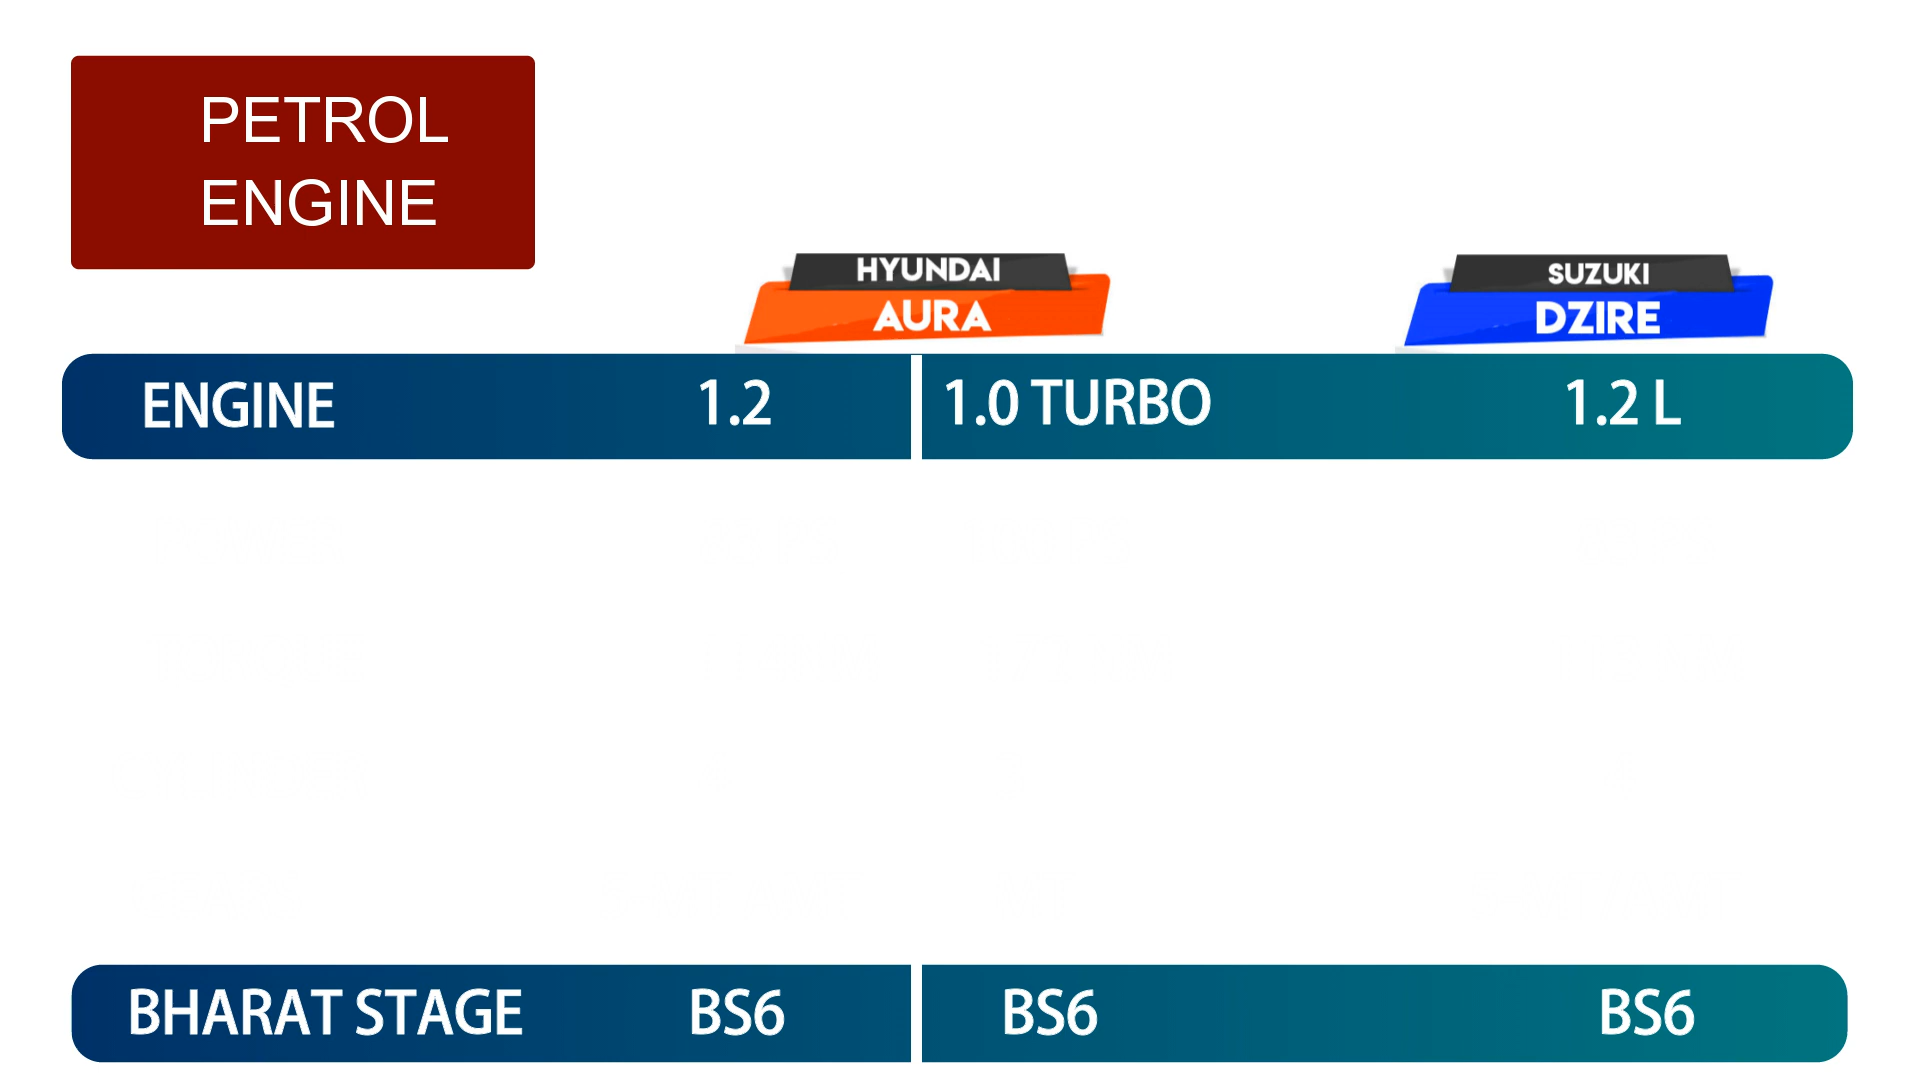 PETROL
ENGINE
HYUNDAI
AURA
SUZUKI
DZIRE
ENGINE 1.2 1.0 TURBO 1.2 L
BHARAT STAGE BS6 BS6 BS6